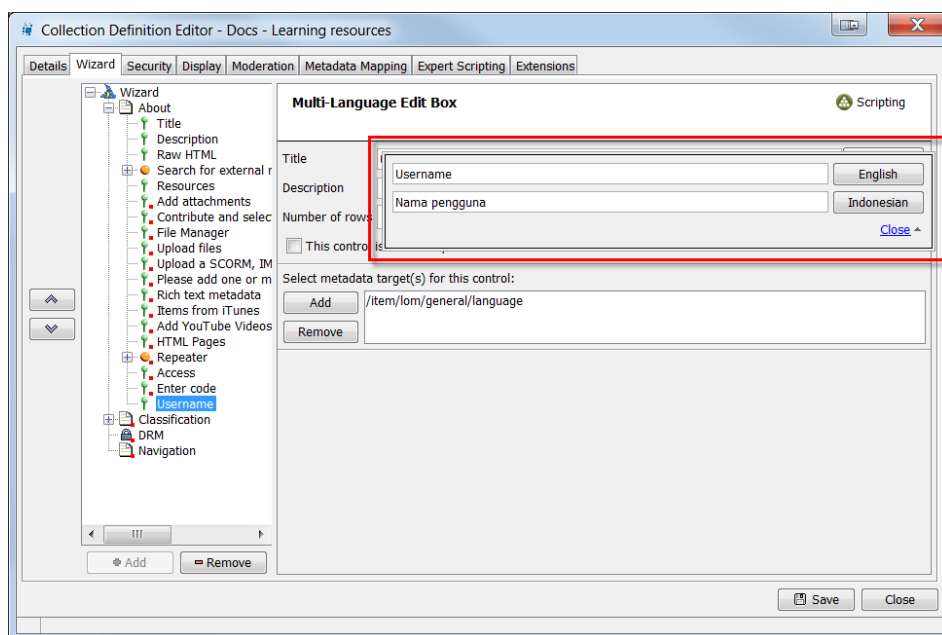 Collection Definition Editor - Docs - Learning resources
Details Wizard Security Display Moderation Metadata Mapping Expert Scripting Extensions
Wizard
About
Title
Description
Raw HTML
Search for external r
Resources
Add attachments
Contribute and selec
File Manager
Upload files
Upload a SCORM, IM
Please add one or m
Rich text metadata
Items from iTunes
Add YouTube Videos
HTML Pages
Repeater
Access
Enter code
Username
Classification
DRM
Navigation
Add Remove
Multi-Language Edit Box Scripting
Title
Username English
Description
Nama pengguna Indonesian
Number of rows
Close
This control is
Select metadata target(s) for this control:
Add /item/lom/general/language
Remove
Save Close